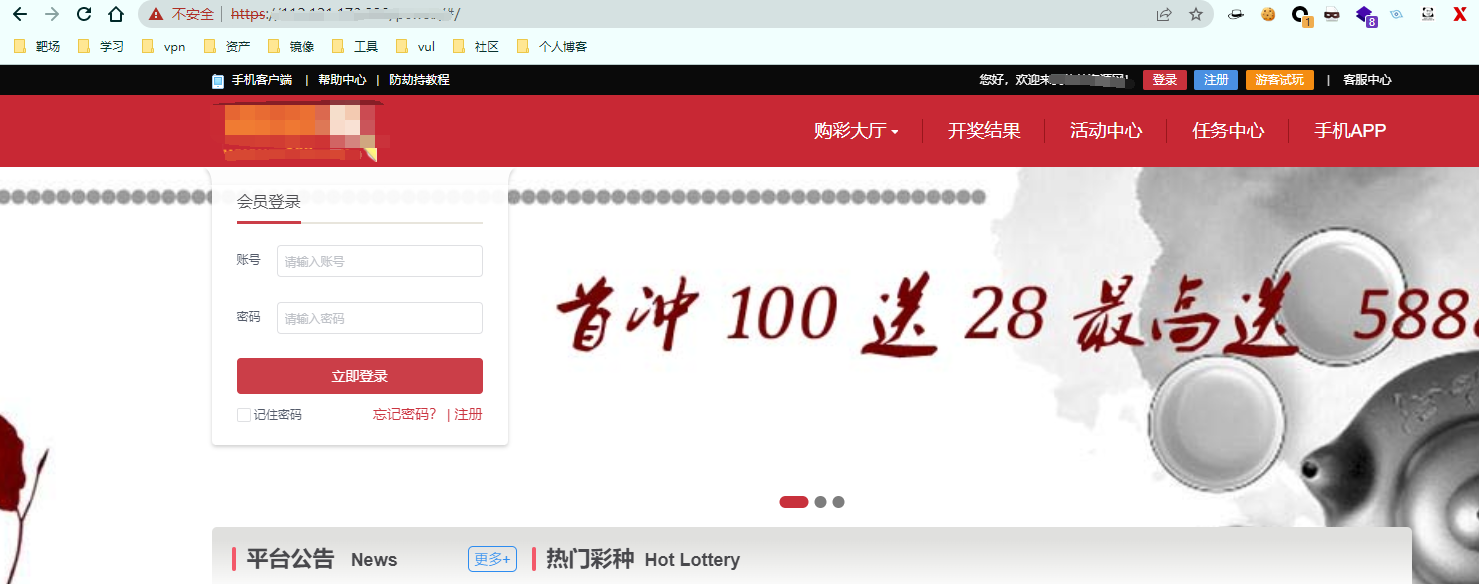 不安全 https:/
靶场 学习 vpn 资产 镜像 工具 vul 社区 个人博客
手机客户端 | 帮助中心 | 防劫持教程 您好，欢迎来 登录 注册 游客试玩 | 客服中心
购彩大厅 开奖结果 活动中心 任务中心 手机APP
会员登录
账号 请输入账号
密码 请输入密码
立即登录
记住密码 忘记密码？ | 注册
首冲 100 送 28 最高送 588
平台公告 News 更多+ 热门彩种 Hot Lottery